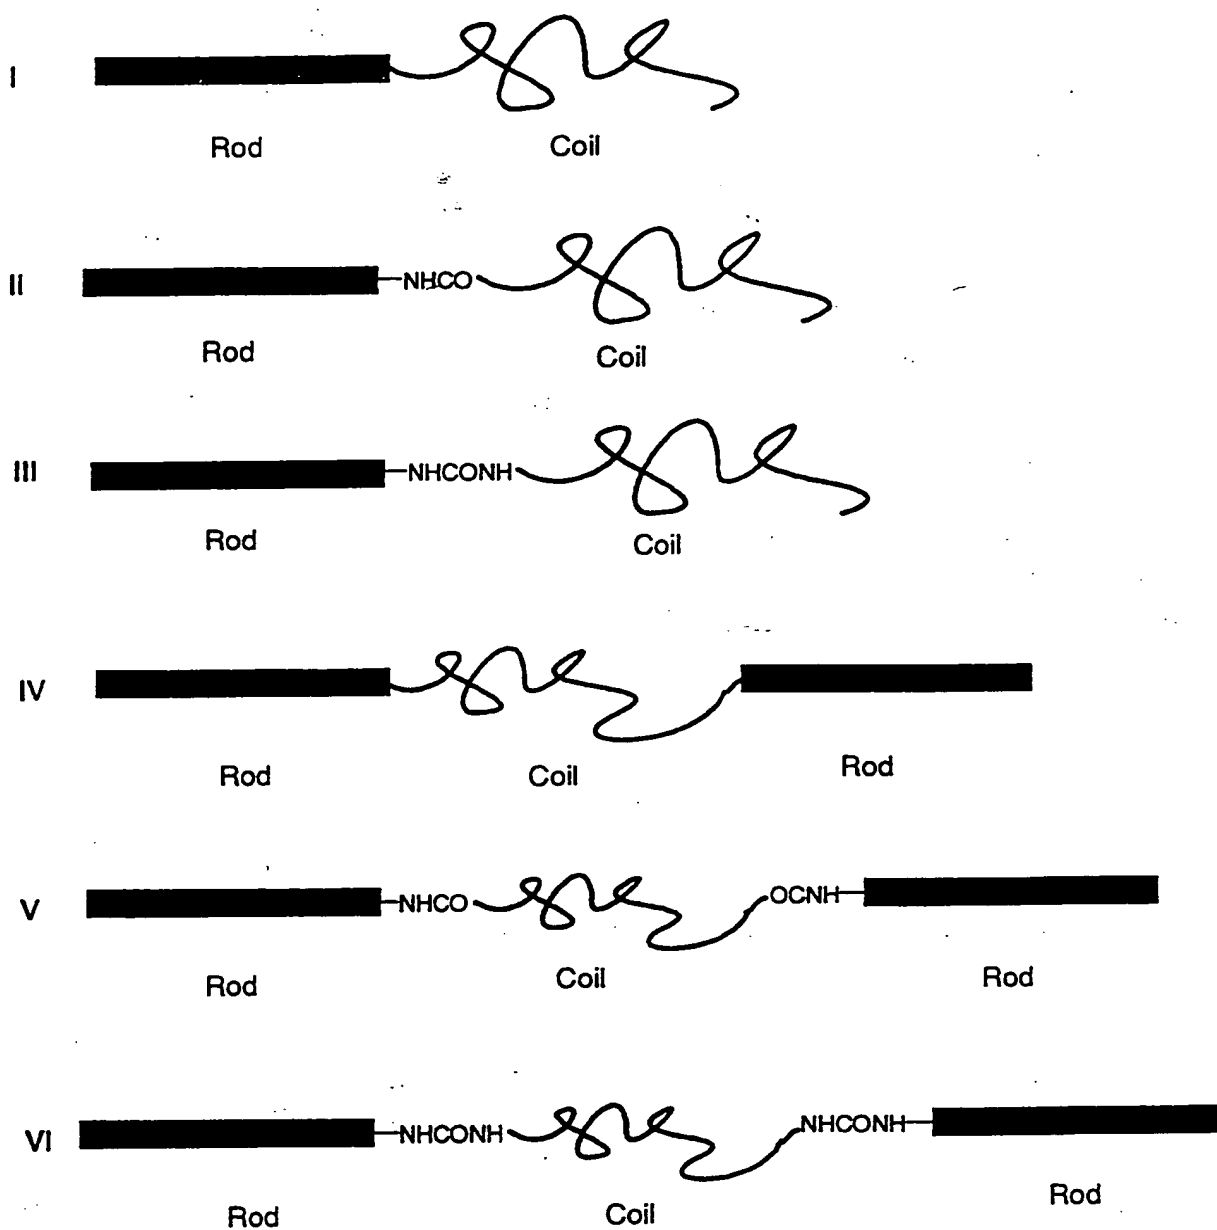 I
Rod Coil
II
NHCO
Rod Coil
III
NHCONH
Rod Coil
IV
Rod Coil Rod
V
NHCO OCNH
Rod Coil Rod
VI
NHCONH NHCONH
Rod Coil Rod